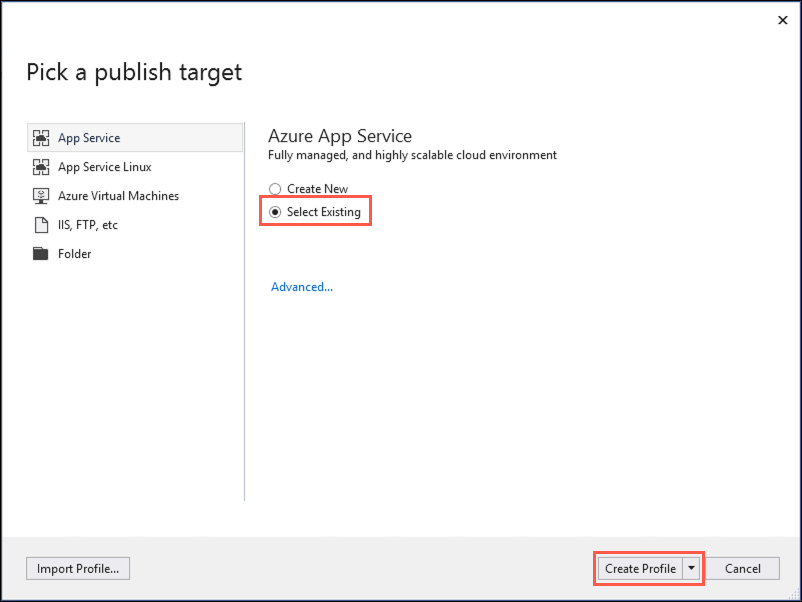 Pick a publish target
App Service
App Service Linux
Azure Virtual Machines
IIS, FTP, etc
Folder
Azure App Service
Fully managed, and highly scalable cloud environment
Create New
Select Existing
Advanced...
Import Profile...
Create Profile
Cancel